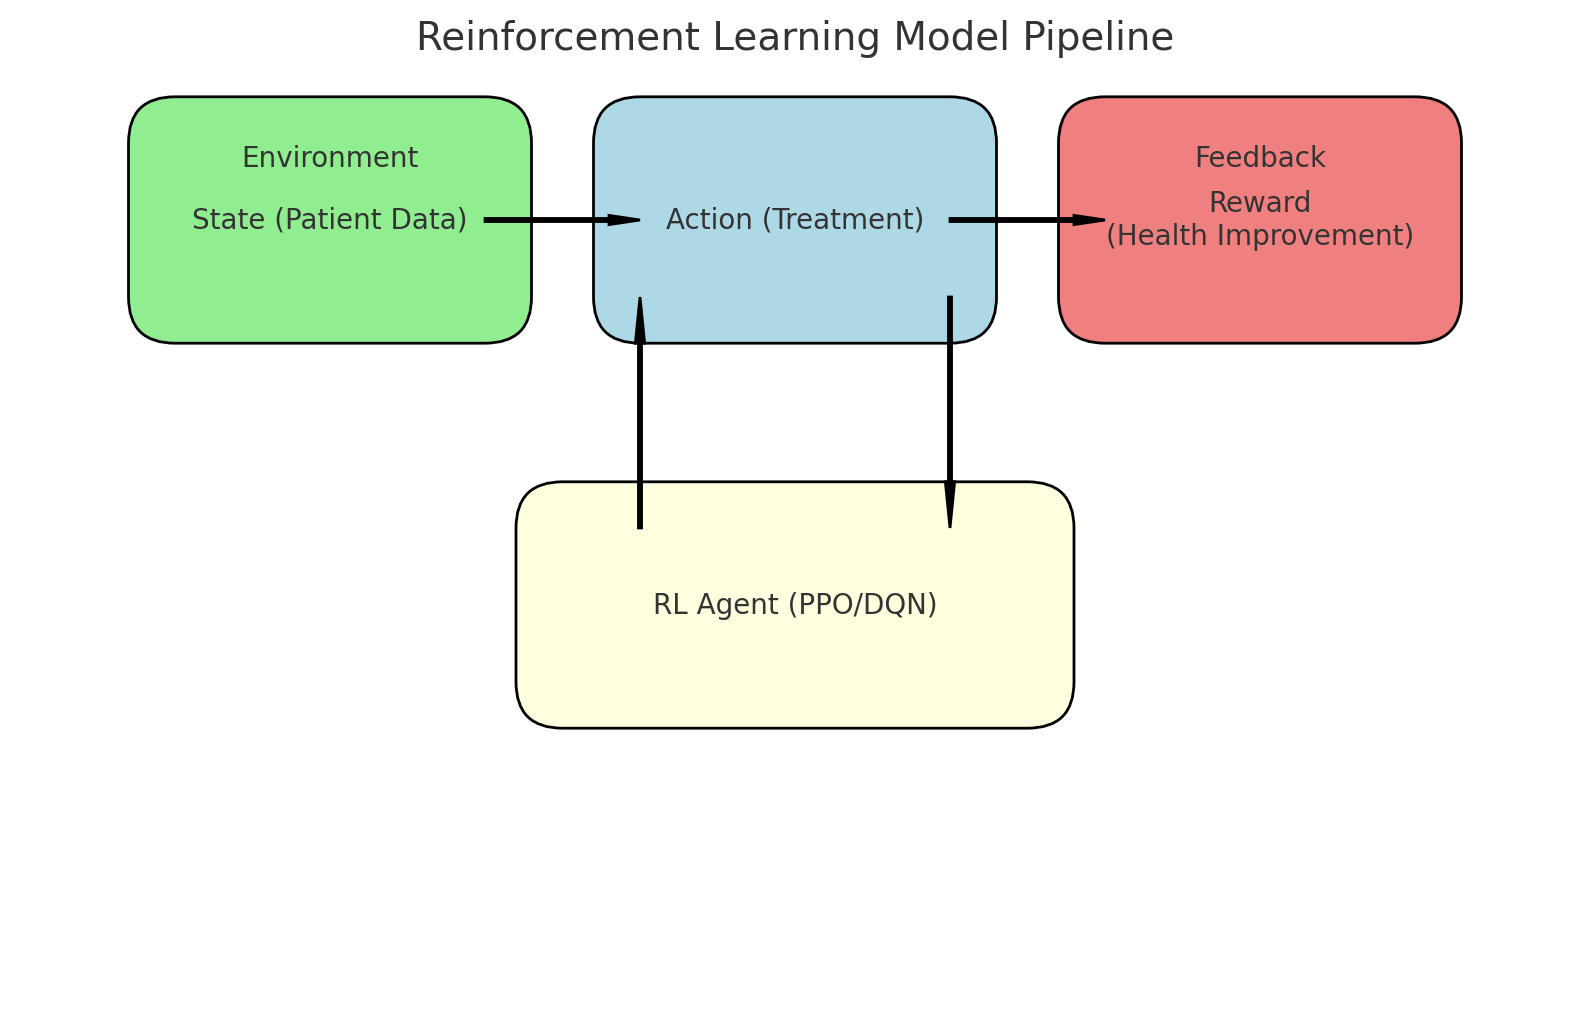 Reinforcement Learning Model Pipeline
Environment
State (Patient Data)
Action (Treatment)
Feedback
Reward
(Health Improvement)
RL Agent (PPO/DQN)